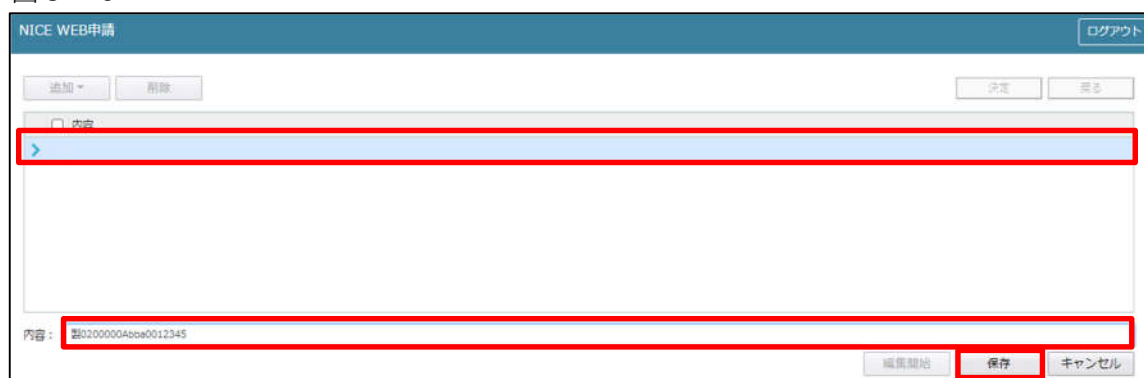 NICE WEB申請
ログアウト
追加
削除
決定
戻る
内容
内容：
製0200000Abba0012345
編集開始
保存
キャンセル